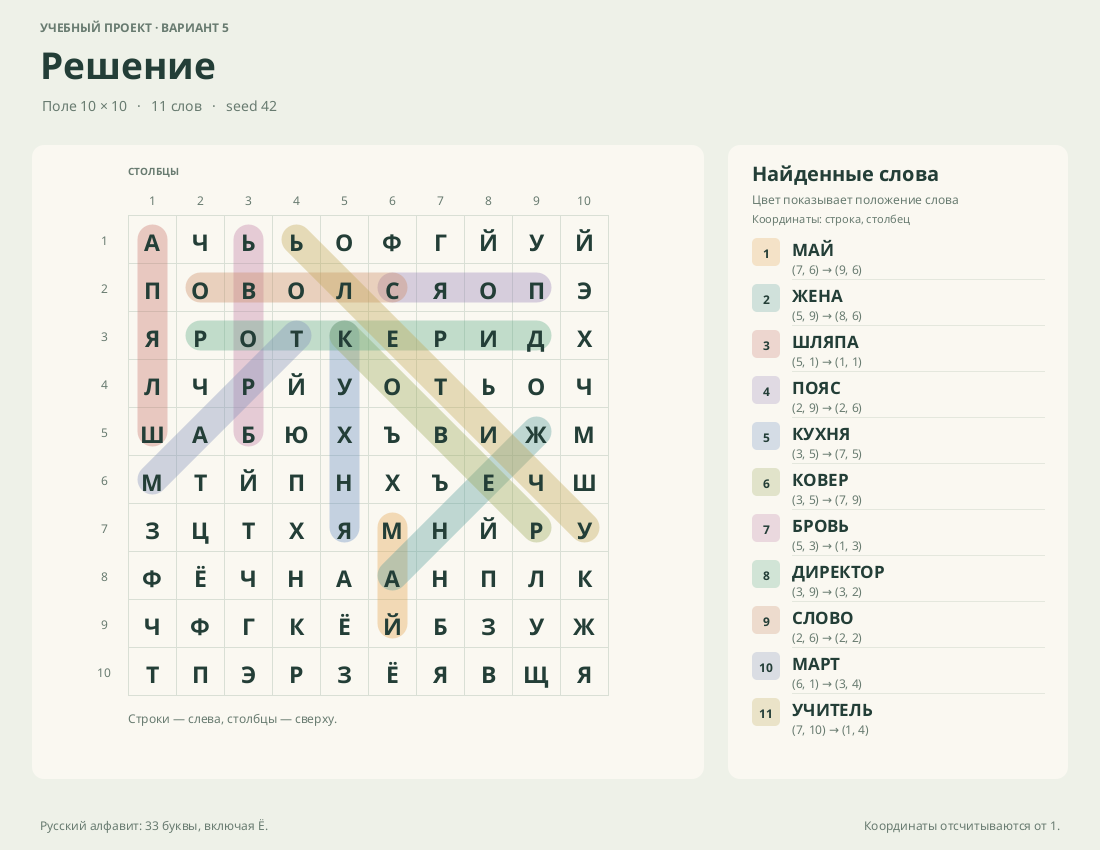 УЧЕБНЫЙ ПРОЕКТ · ВАРИАНТ 5
Решение
Поле 10 × 10 · 11 слов · seed 42
СТОЛБЦЫ
1 2 3 4 5 6 7 8 9 10
1 А Ч Ь Ь О Ф Г Й У Й
2 П О В О Л С Я О П Э
3 Я Р О Т К Е Р И Д Х
4 Л Ч Р Й У О Т Ь О Ч
5 Ш А Б Ю Х Ъ В И Ж М
6 М Т Й П Н Х Ъ Е Ч Ш
7 З Ц Т Х Я М Н Й Р У
8 Ф Ё Ч Н А А Н П Л К
9 Ч Ф Г К Ё Й Б З У Ж
10 Т П Э Р З Ё Я В Щ Я
Строки — слева, столбцы — сверху.
Найденные слова
Цвет показывает положение слова
Координаты: строка, столбец
1 МАЙ
(7, 6) → (9, 6)
2 ЖЕНА
(5, 9) → (8, 6)
3 ШЛЯПА
(5, 1) → (1, 1)
4 ПОЯС
(2, 9) → (2, 6)
5 КУХНЯ
(3, 5) → (7, 5)
6 КОВЕР
(3, 5) → (7, 9)
7 БРОВЬ
(5, 3) → (1, 3)
8 ДИРЕКТОР
(3, 9) → (3, 2)
9 СЛОВО
(2, 6) → (2, 2)
10 МАРТ
(6, 1) → (3, 4)
11 УЧИТЕЛЬ
(7, 10) → (1, 4)
Русский алфавит: 33 буквы, включая Ё.
Координаты отсчитываются от 1.